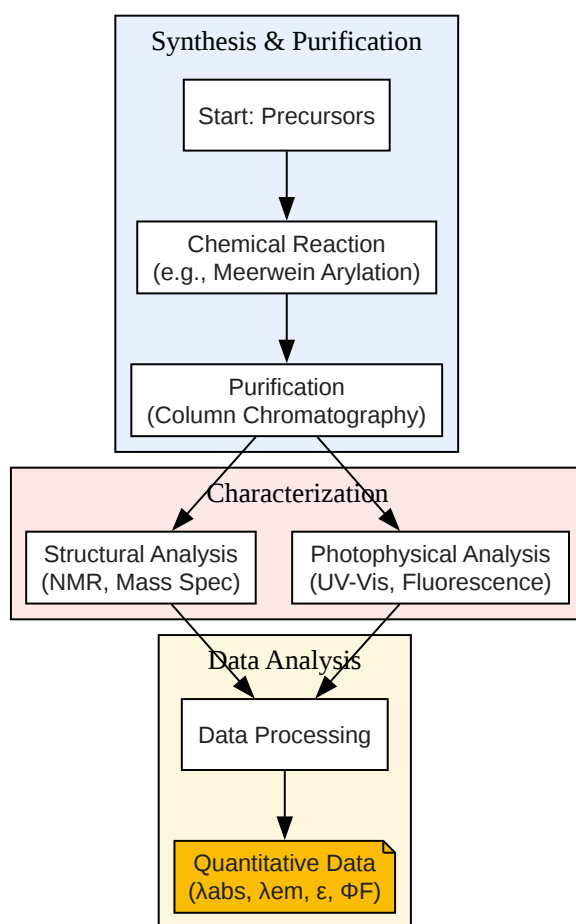 Synthesis & Purification
Start: Precursors
Chemical Reaction
(e.g., Meerwein Arylation)
Purification
(Column Chromatography)
Characterization
Structural Analysis
(NMR, Mass Spec)
Photophysical Analysis
(UV-Vis, Fluorescence)
Data Analysis
Data Processing
Quantitative Data
(λabs, λem, ε, ΦF)